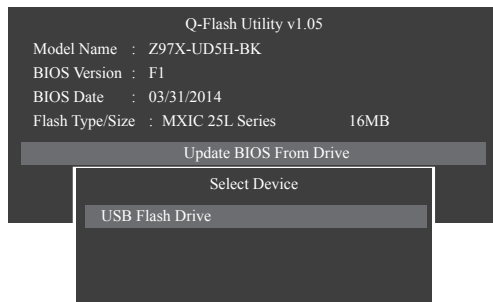 Q-Flash Utility v1.05
Model Name : Z97X-UD5H-BK
BIOS Version : F1
BIOS Date : 03/31/2014
Flash Type/Size : MXIC 25L Series 16MB
Update BIOS From Drive
Select Device
USB Flash Drive